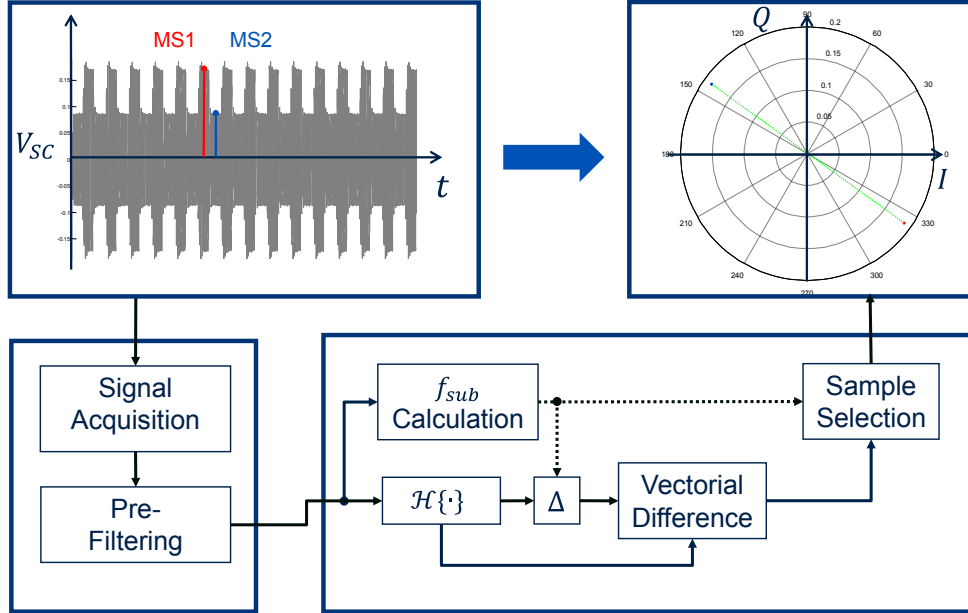 MS1 MS2
0.15
0.1
0.05
V_SC
0
-0.05
-0.1
-0.15
t
90
Q
0.2
120
60
0.15
150
0.1
30
0.05
180
0
I
210
330
240
300
270
Signal
Acquisition
Pre-
Filtering
f_sub
Calculation
ℋ{·}
Δ
Vectorial
Difference
Sample
Selection